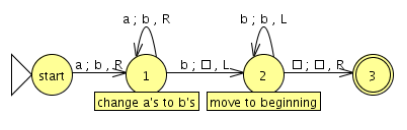 a ; b , R b ; b , L
start a ; b , R 1 b ; □ , L 2 □ ; □ , R 3
change a's to b's move to beginning